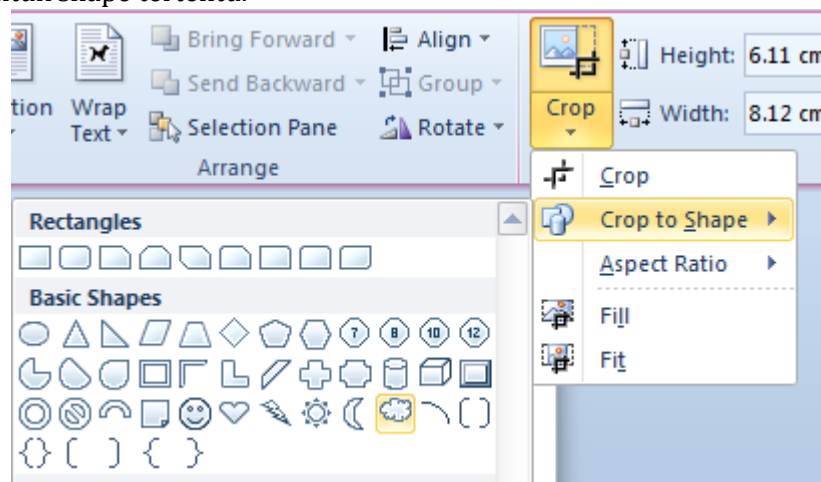 Bring Forward Align Height: 6.11 cm
Send Backward Group
tion Wrap Text Selection Pane Rotate Crop Width: 8.12 cm
Arrange
Crop
Rectangles Crop to Shape
Aspect Ratio
Basic Shapes Fill
7 8 10 12
Fit